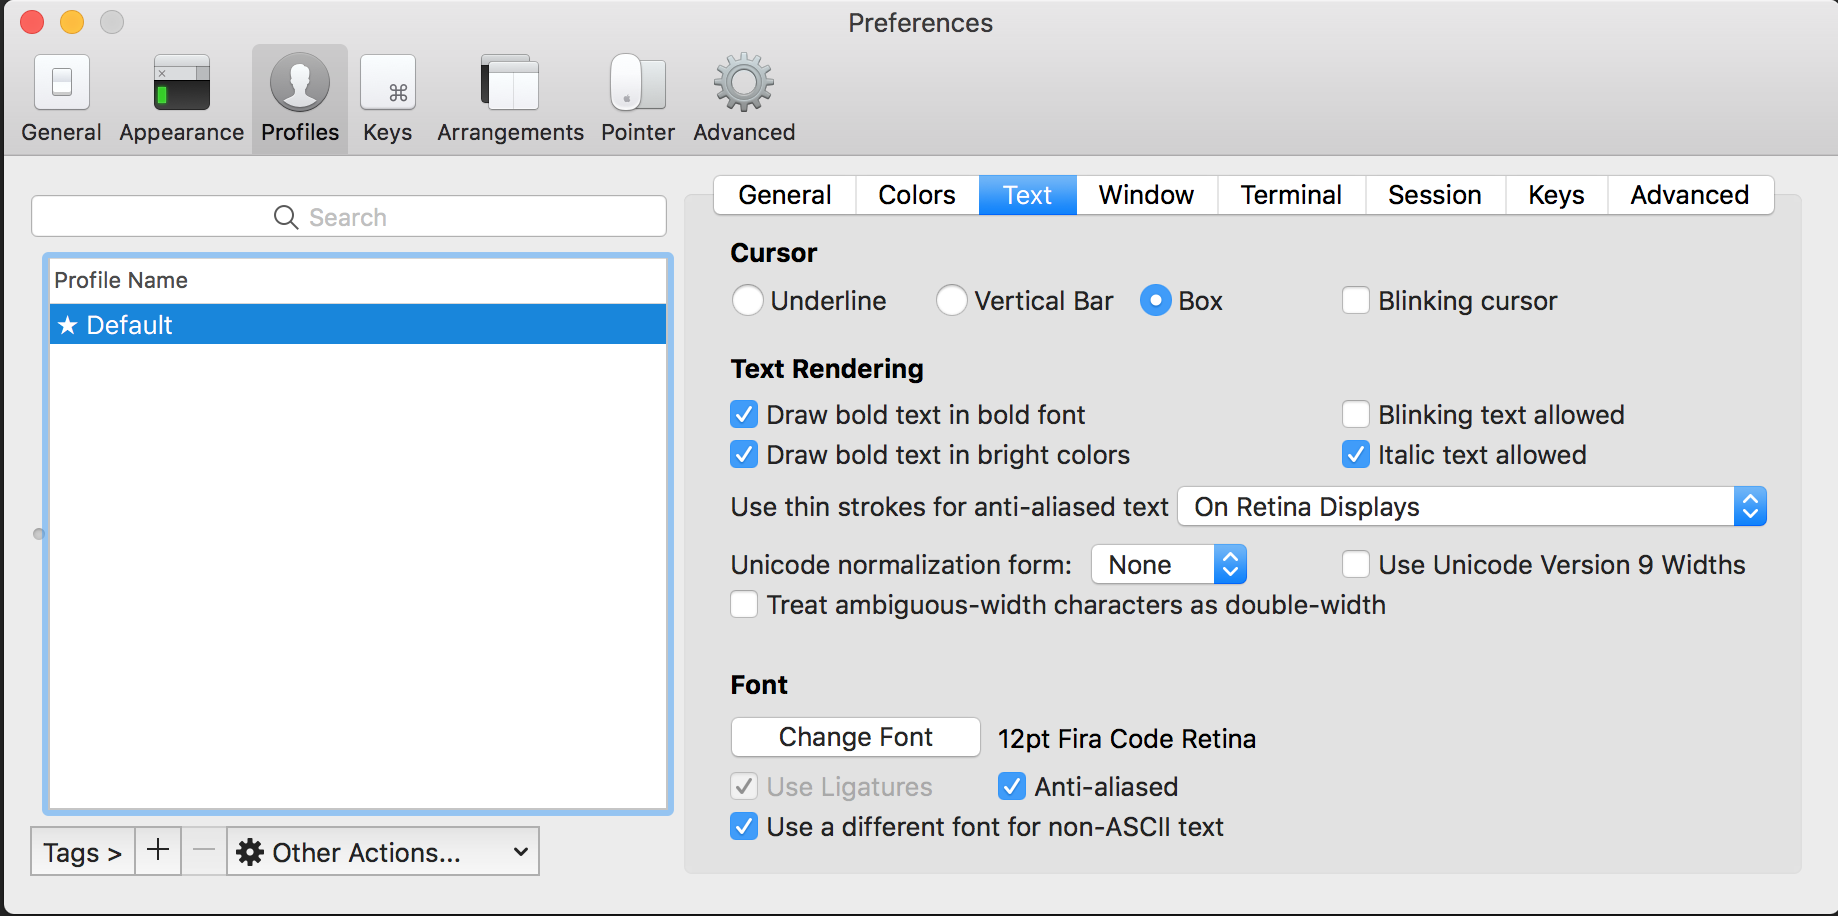 Preferences
General Appearance Profiles Keys Arrangements Pointer Advanced
Search
Profile Name
★ Default
Tags > + − Other Actions...
General Colors Text Window Terminal Session Keys Advanced
Cursor
Underline Vertical Bar Box Blinking cursor
Text Rendering
Draw bold text in bold font Blinking text allowed
Draw bold text in bright colors Italic text allowed
Use thin strokes for anti-aliased text On Retina Displays
Unicode normalization form: None Use Unicode Version 9 Widths
Treat ambiguous-width characters as double-width
Font
Change Font 12pt Fira Code Retina
Use Ligatures Anti-aliased
Use a different font for non-ASCII text